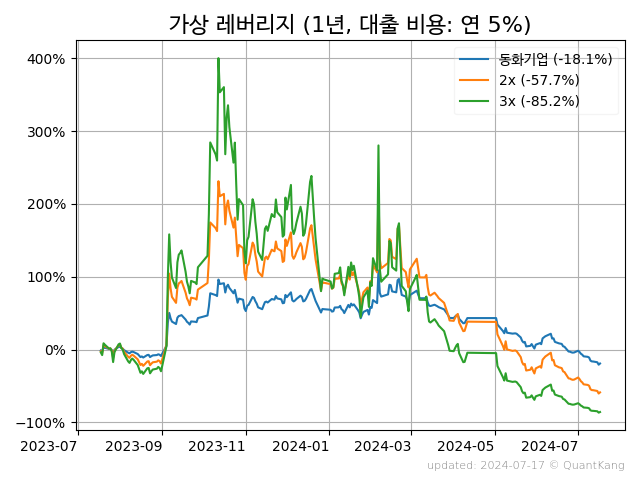 가상 레버리지 (1년, 대출 비용: 연 5%)
동화기업 (-18.1%)
2x (-57.7%)
3x (-85.2%)
400%
300%
200%
100%
0%
−100%
2023-07 2023-09 2023-11 2024-01 2024-03 2024-05 2024-07
updated: 2024-07-17 © QuantKang